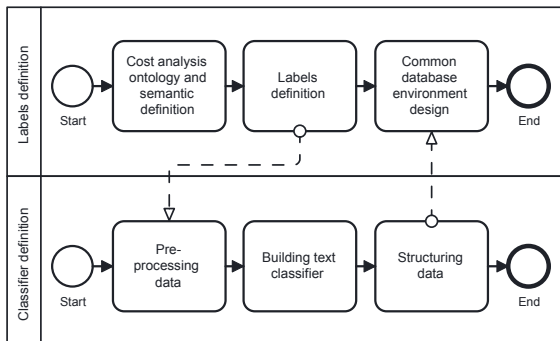 Labels definition
Start
Cost analysis
ontology and
semantic
definition
Labels
definition
Common
database
environment
design
End
Classifier definition
Start
Pre-
processing
data
Building text
classifier
Structuring
data
End